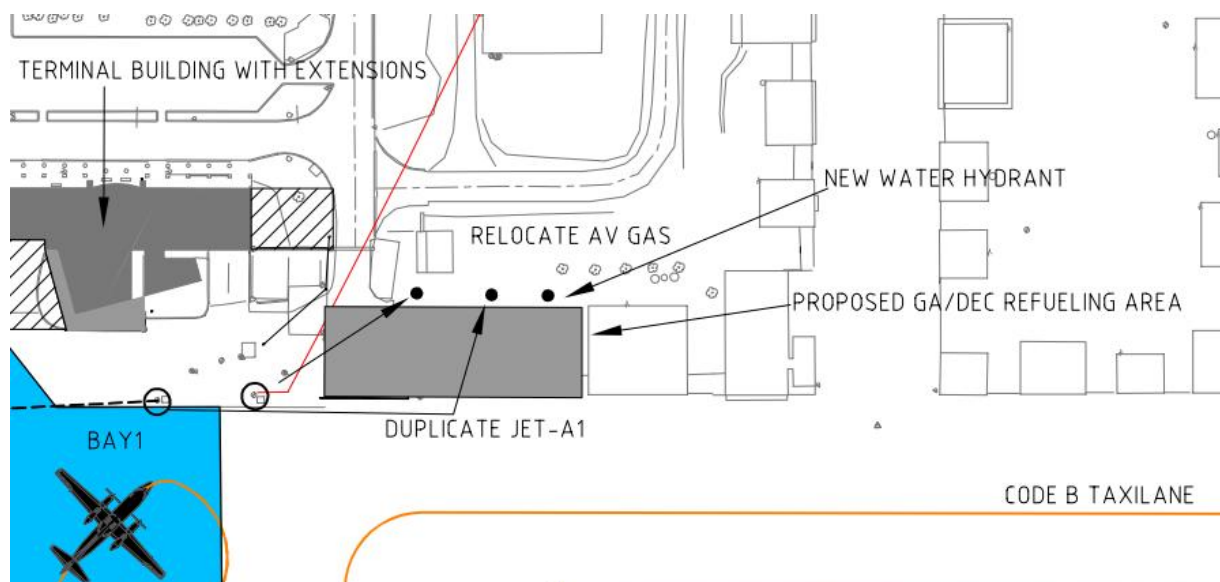 TERMINAL BUILDING WITH EXTENSIONS
NEW WATER HYDRANT
RELOCATE AV GAS
PROPOSED GA/DEC REFUELING AREA
DUPLICATE JET-A1
BAY1
CODE B TAXILANE